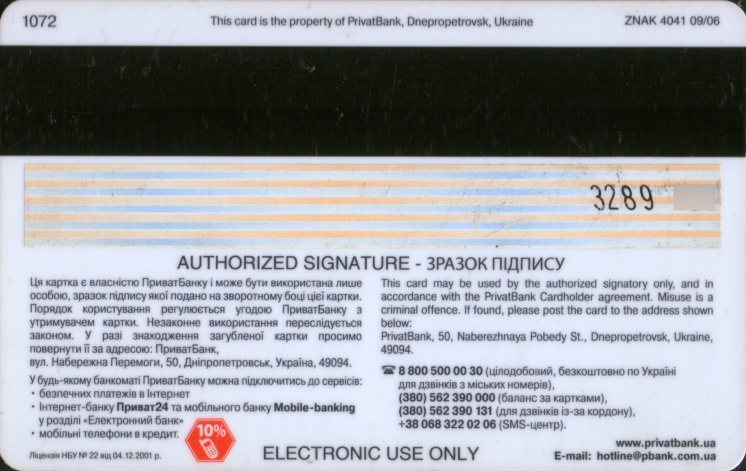 1072
This card is the property of PrivatBank, Dnepropetrovsk, Ukraine
ZNAK 4041 09/06
3289
AUTHORIZED SIGNATURE - ЗРАЗОК ПІДПИСУ
Ця картка є власністю ПриватБанку і може бути використана лише
особою, зразок підпису якої подано на зворотному боці цієї картки.
Порядок користування регулюється угодою ПриватБанку з
утримувачем картки. Незаконне використання переслідується
законом. У разі знаходження загубленої картки просимо
повернути її за адресою: ПриватБанк,
вул. Набережна Перемоги, 50, Дніпропетровськ, Україна, 49094.
У будь-якому банкоматі ПриватБанку можна підключитись до сервісів:
• безпечних платежів в Інтернет
• Інтернет-банку Приват24 та мобільного банку Mobile-banking
у розділі «Електронний банк»
• мобільні телефони в кредит.
10%
Ліцензія НБУ № 22 від 04.12.2001 р.
This card may be used by the authorized signatory only, and in
accordance with the PrivatBank Cardholder agreement. Misuse is a
criminal offence. If found, please post the card to the address shown
below:
PrivatBank, 50, Naberezhnaya Pobedy St., Dnepropetrovsk, Ukraine,
49094.
☎ 8 800 500 00 30 (цілодобовий, безкоштовно по Україні
для дзвінків з міських номерів),
(380) 562 390 000 (баланс за картками),
(380) 562 390 131 (для дзвінків із-за кордону),
+38 068 322 02 06 (SMS-центр).
ELECTRONIC USE ONLY
www.privatbank.ua
E-mail: hotline@pbank.com.ua